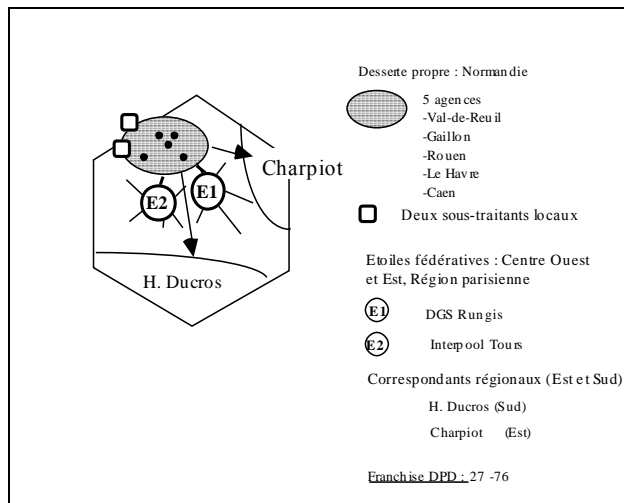 Charpiot
E2
E1
H. Ducros
Desserte propre : Normandie
5 agences
-Val-de-Reuil
-Gaillon
-Rouen
-Le Havre
-Caen
Deux sous-traitants locaux
Etoiles fédératives : Centre Ouest
et Est, Région parisienne
E1 DGS Rungis
E2 Interpool Tours
Correspondants régionaux (Est et Sud)
H. Ducros (Sud)
Charpiot (Est)
Franchise DPD : 27 -76